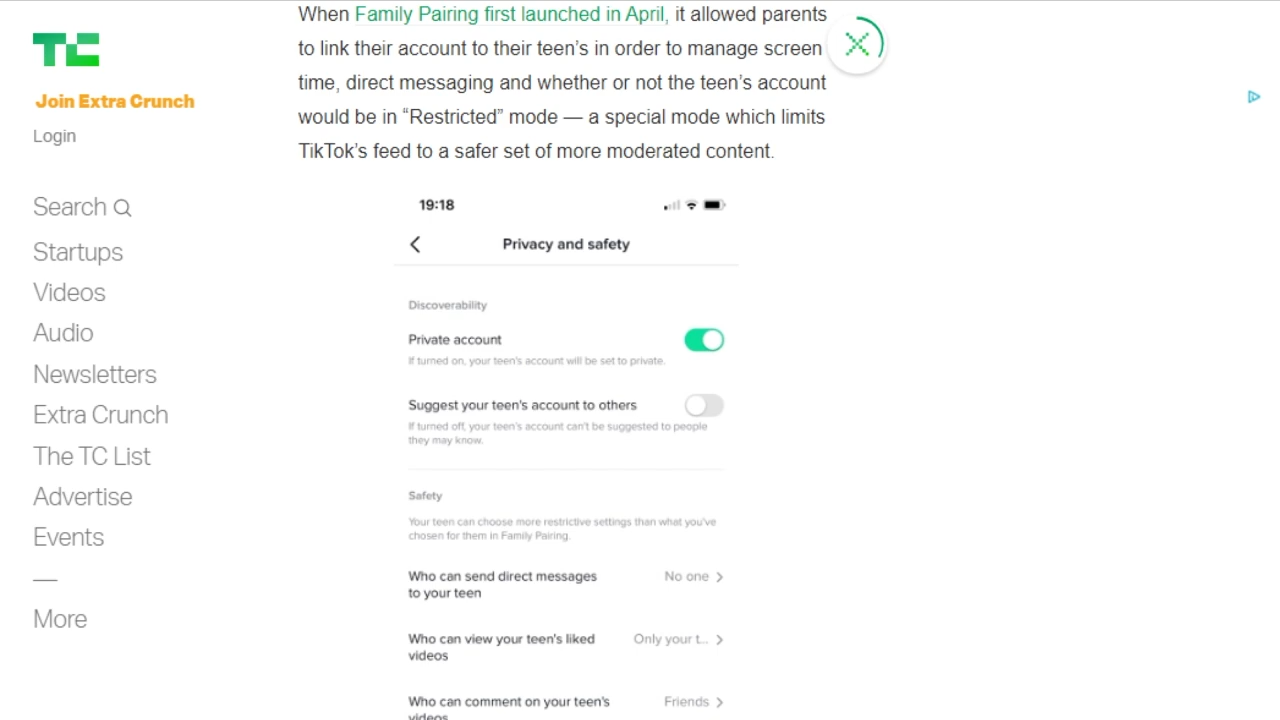 TC
Join Extra Crunch
Login
Search
Startups
Videos
Audio
Newsletters
Extra Crunch
The TC List
Advertise
Events
—
More
When Family Pairing first launched in April, it allowed parents
to link their account to their teen’s in order to manage screen
time, direct messaging and whether or not the teen’s account
would be in “Restricted” mode — a special mode which limits
TikTok’s feed to a safer set of more moderated content.
19:18
Privacy and safety
Discoverability
Private account
If turned on, your teen's account will be set to private.
Suggest your teen's account to others
If turned off, your teen's account can't be suggested to people
they may know.
Safety
Your teen can choose more restrictive settings than what you've
chosen for them in Family Pairing.
Who can send direct messages
to your teen
No one
Who can view your teen's liked
videos
Only your t...
Who can comment on your teen's
videos
Friends